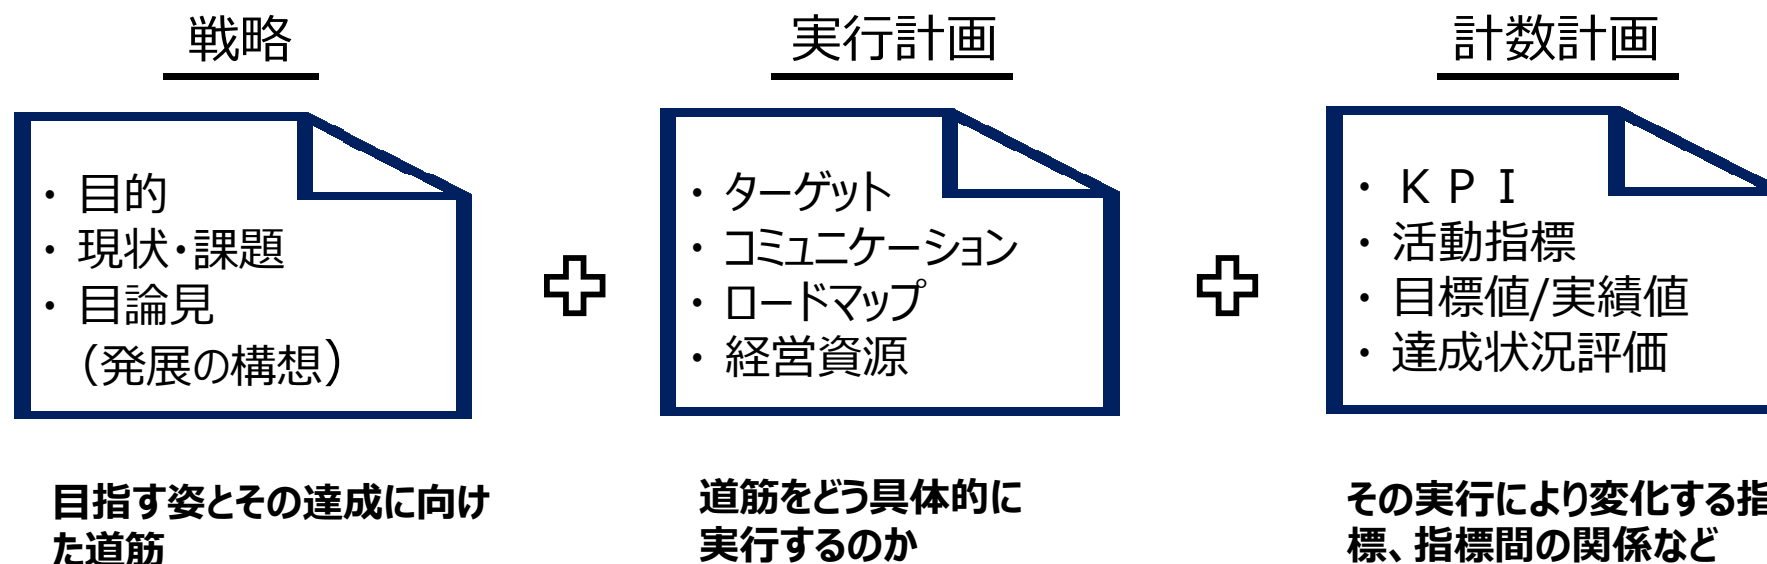 戦略
・目的
・現状・課題
・目論見
（発展の構想）
目指す姿とその達成に向け
た道筋
実行計画
・ターゲット
・コミュニケーション
・ロードマップ
・経営資源
道筋をどう具体的に
実行するのか
計数計画
・ＫＰＩ
・活動指標
・目標値/実績値
・達成状況評価
その実行により変化する指
標、指標間の関係など